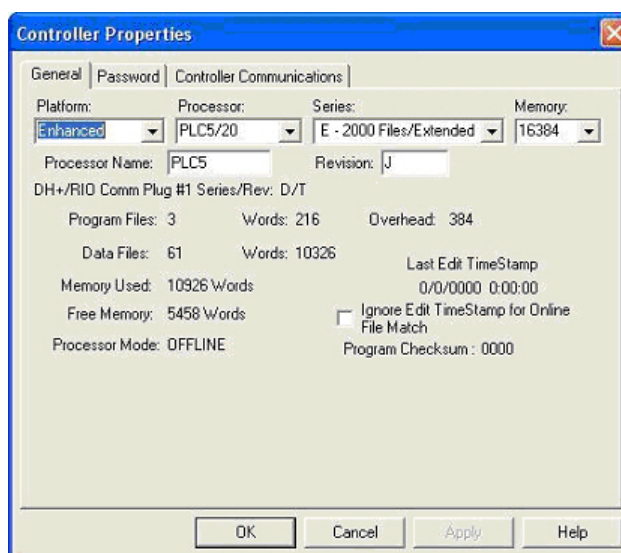 Controller Properties
General Password Controller Communications
Platform: Processor: Series: Memory:
Enhanced PLC5/20 E - 2000 Files/Extended 16384
Processor Name: PLC5 Revision: J
DH+/RIO Comm Plug #1 Series/Rev: D/T
Program Files: 3 Words: 216 Overhead: 384
Data Files: 61 Words: 10326
Last Edit TimeStamp
Memory Used: 10926 Words 0/0/0000 0:00:00
Free Memory: 5458 Words Ignore Edit TimeStamp for Online
File Match
Processor Mode: OFFLINE Program Checksum : 0000
OK Cancel Apply Help